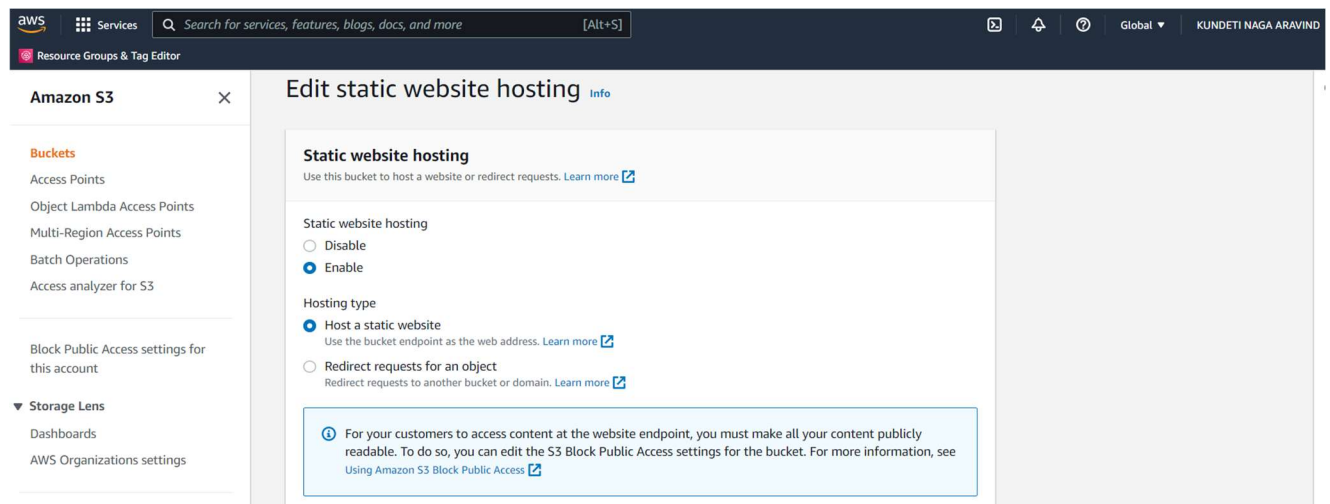 aws
Services
Search for services, features, blogs, docs, and more
[Alt+S]
Global
KUNDETI NAGA ARAVIND
Resource Groups & Tag Editor
Amazon S3
Buckets
Access Points
Object Lambda Access Points
Multi-Region Access Points
Batch Operations
Access analyzer for S3
Block Public Access settings for
this account
Storage Lens
Dashboards
AWS Organizations settings
Edit static website hosting Info
Static website hosting
Use this bucket to host a website or redirect requests. Learn more
Static website hosting
Disable
Enable
Hosting type
Host a static website
Use the bucket endpoint as the web address. Learn more
Redirect requests for an object
Redirect requests to another bucket or domain. Learn more
For your customers to access content at the website endpoint, you must make all your content publicly
readable. To do so, you can edit the S3 Block Public Access settings for the bucket. For more information, see
Using Amazon S3 Block Public Access